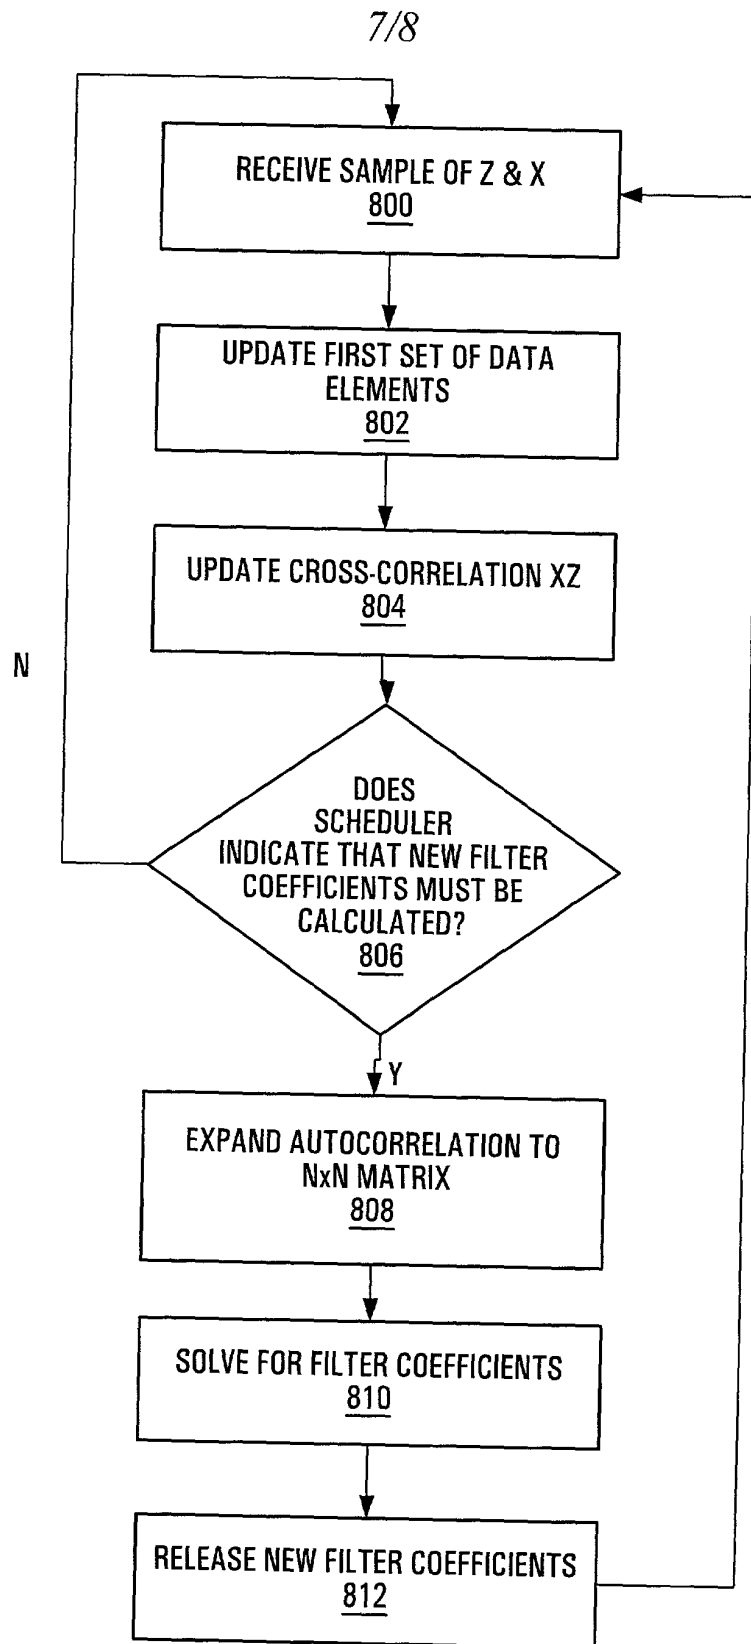 7/8
RECEIVE SAMPLE OF Z & X
800
UPDATE FIRST SET OF DATA
ELEMENTS
802
UPDATE CROSS-CORRELATION XZ
804
N
DOES
SCHEDULER
INDICATE THAT NEW FILTER
COEFFICIENTS MUST BE
CALCULATED?
806
Y
EXPAND AUTOCORRELATION TO
NxN MATRIX
808
SOLVE FOR FILTER COEFFICIENTS
810
RELEASE NEW FILTER COEFFICIENTS
812